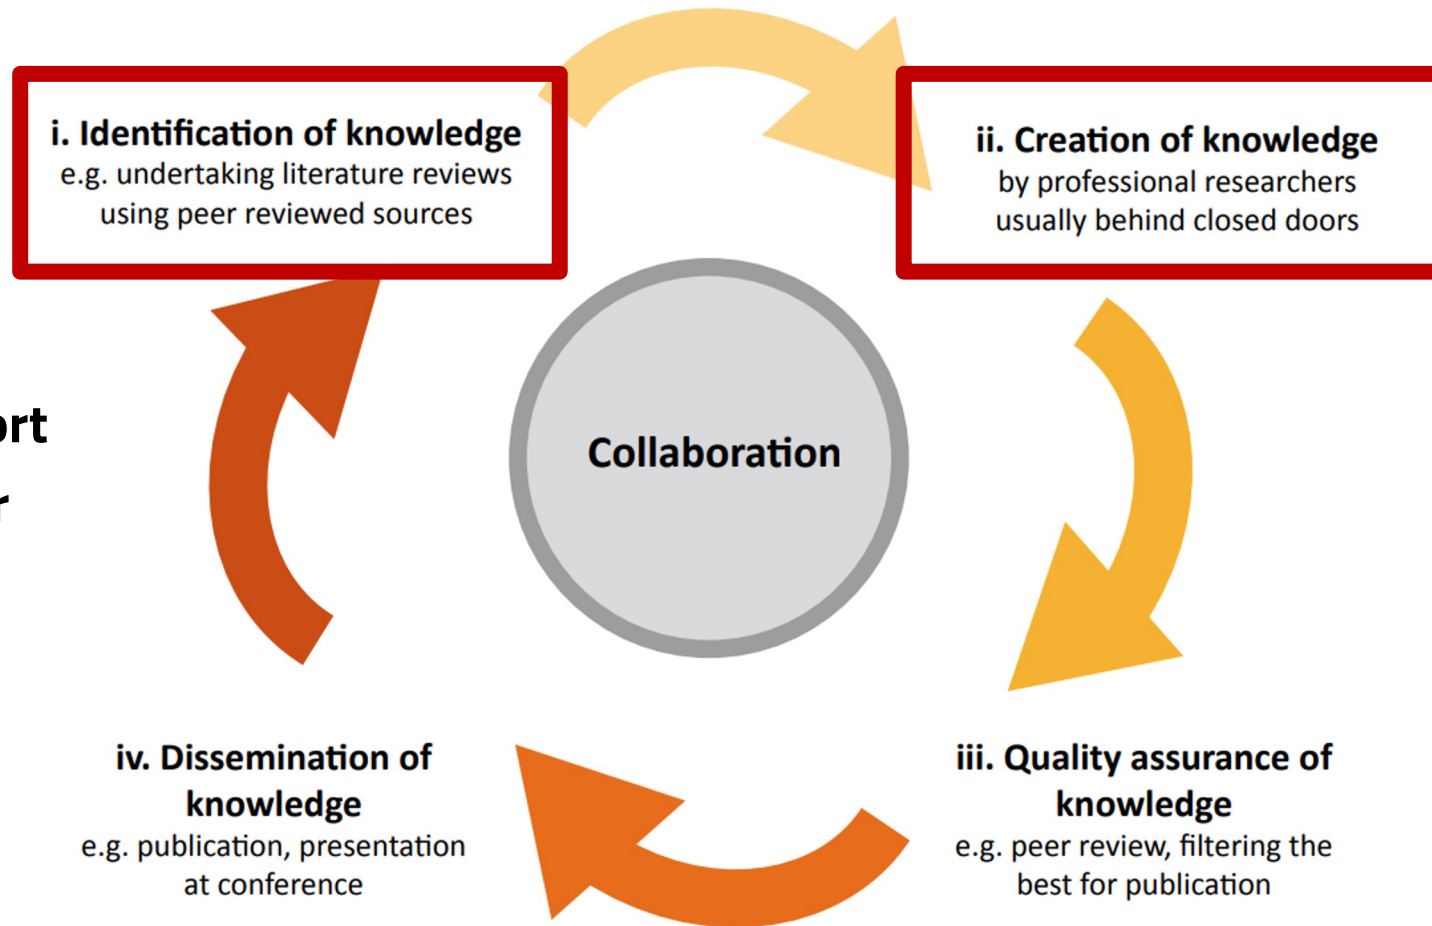 i. Identification of knowledge
e.g. undertaking literature reviews
using peer reviewed sources
ii. Creation of knowledge
by professional researchers
usually behind closed doors
Collaboration
iii. Quality assurance of
knowledge
e.g. peer review, filtering the
best for publication
iv. Dissemination of
knowledge
e.g. publication, presentation
at conference